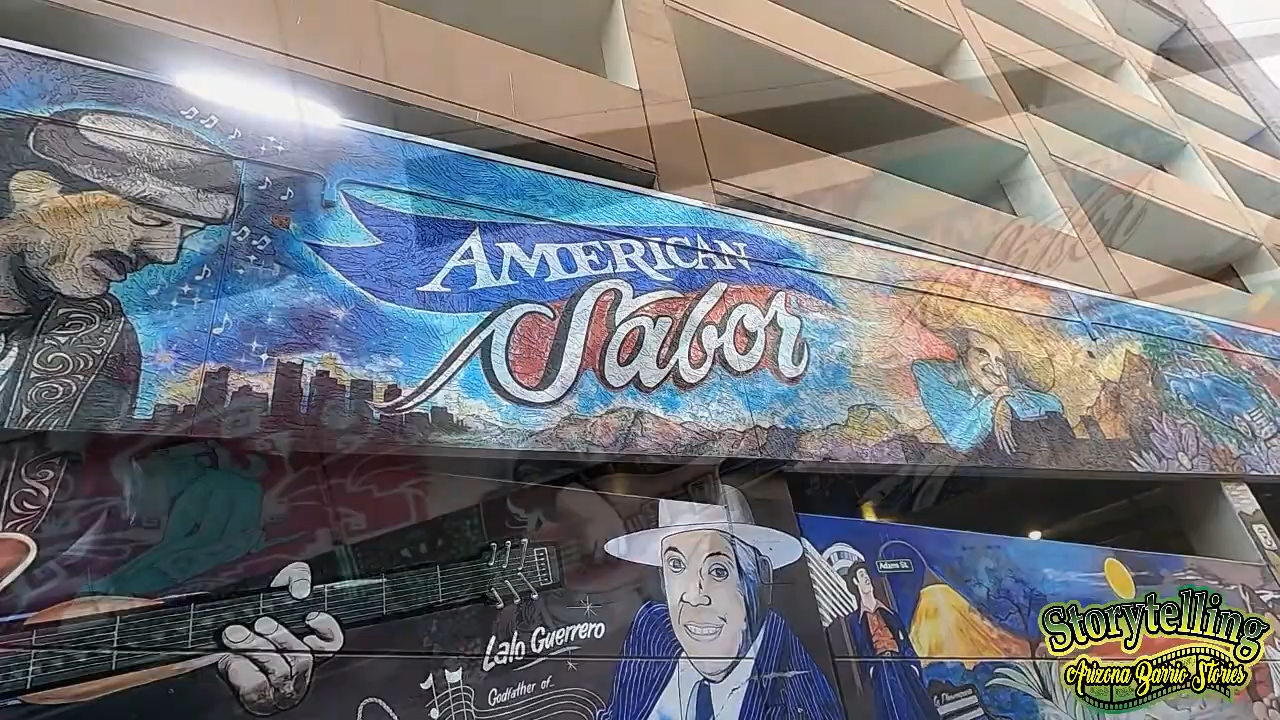 AMERICAN
Sabor
Adams St.
Lalo Guerrero
Godfather of...
Storytelling
Arizona Barrio Stories